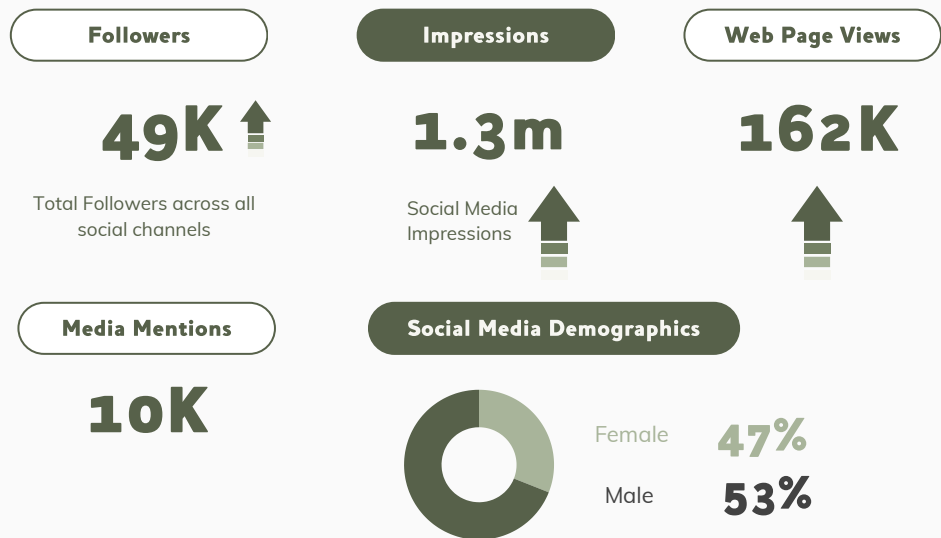 Followers
Impressions
Web Page Views
49K
1.3m
162K
Total Followers across all
social channels
Social Media
Impressions
Media Mentions
Social Media Demographics
10K
Female 47%
Male 53%